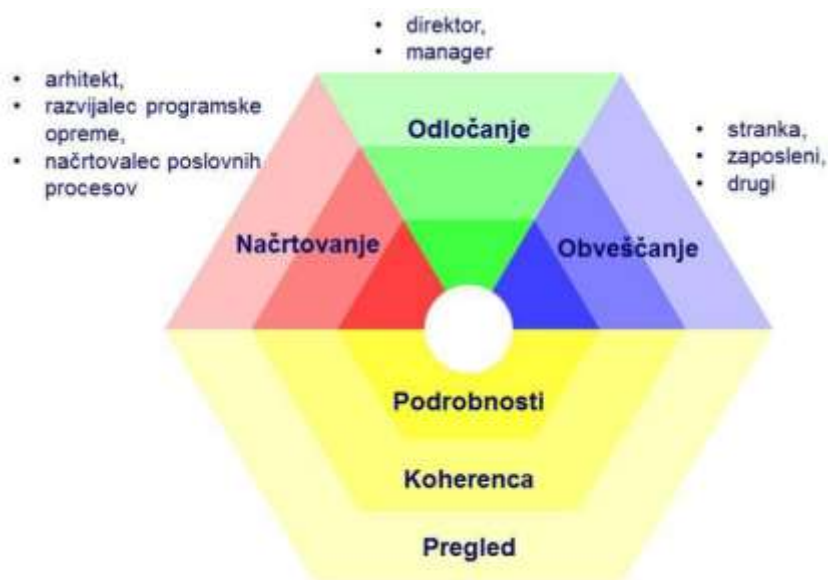 • direktor,
• manager
• arhitekt,
• razvijalec programske
opreme,
• načrtovalec poslovnih
procesov
Odločanje
• stranka,
• zaposleni,
• drugi
Načrtovanje
Obveščanje
Podrobnosti
Koherenca
Pregled